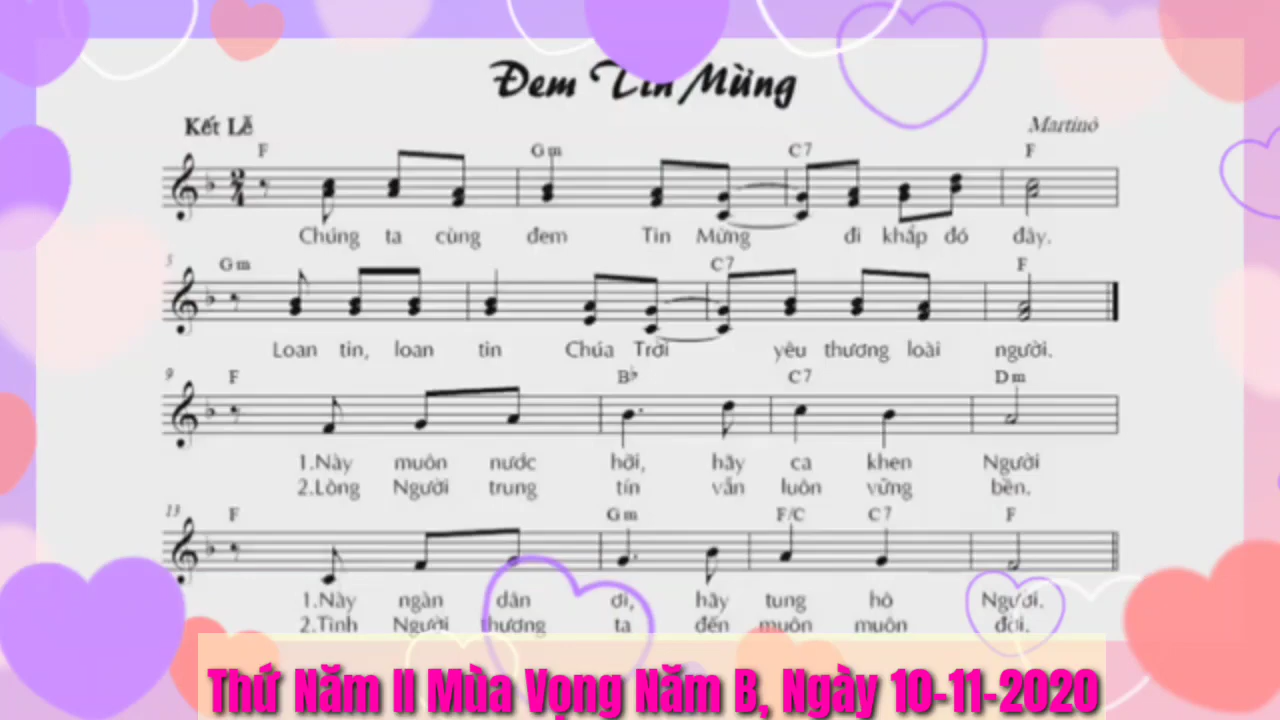 Đem Tin Mừng
Kết Lễ
Martinô
F Gm C7 F
Chúng ta cùng đem Tin Mừng đi khắp đó đây.
5
Gm C7 F
Loan tin, loan tin Chúa Trời yêu thương loài người.
9
F B♭ C7 Dm
1.Này muôn nước hỡi, hãy ca khen Người
2.Lòng Người trung tín vẫn luôn vững bền.
13
F Gm F/C C7 F
1.Này ngàn dân ơi, hãy tung hô Người.
2.Tình Người thương ta đến muôn muôn đời.
Thứ Năm II Mùa Vọng Năm B, Ngày 10-11-2020